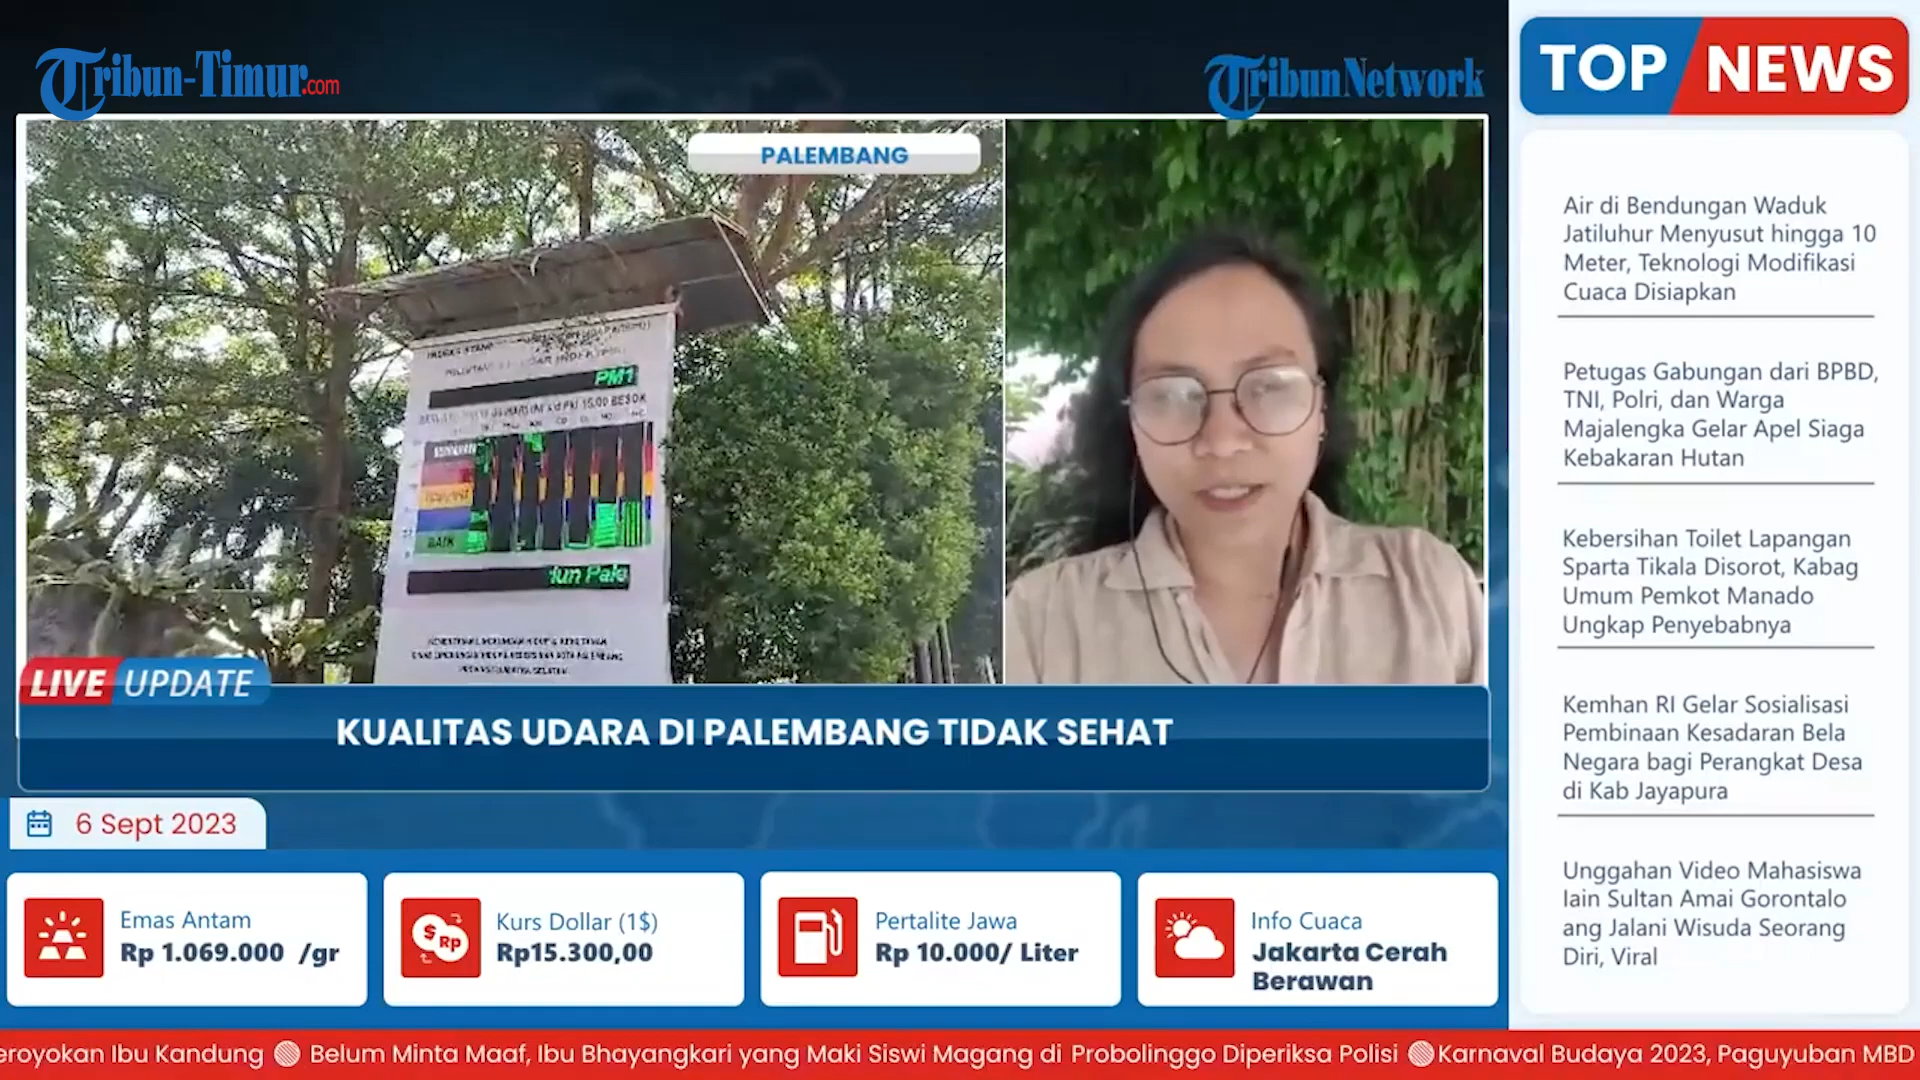 Tribun-Timur.com
TribunNetwork
TOP NEWS
PALEMBANG
PM1
BAIK
LIVE UPDATE
KUALITAS UDARA DI PALEMBANG TIDAK SEHAT
6 Sept 2023
Emas Antam
Rp 1.069.000 /gr
Kurs Dollar (1$)
Rp15.300,00
Pertalite Jawa
Rp 10.000/ Liter
Info Cuaca
Jakarta Cerah
Berawan
Air di Bendungan Waduk
Jatiluhur Menyusut hingga 10
Meter, Teknologi Modifikasi
Cuaca Disiapkan
Petugas Gabungan dari BPBD,
TNI, Polri, dan Warga
Majalengka Gelar Apel Siaga
Kebakaran Hutan
Kebersihan Toilet Lapangan
Sparta Tikala Disorot, Kabag
Umum Pemkot Manado
Ungkap Penyebabnya
Kemhan RI Gelar Sosialisasi
Pembinaan Kesadaran Bela
Negara bagi Perangkat Desa
di Kab Jayapura
Unggahan Video Mahasiswa
Iain Sultan Amai Gorontalo
ang Jalani Wisuda Seorang
Diri, Viral
eroyokan Ibu Kandung Belum Minta Maaf, Ibu Bhayangkari yang Maki Siswi Magang di Probolinggo Diperiksa Polisi Karnaval Budaya 2023, Paguyuban MBD